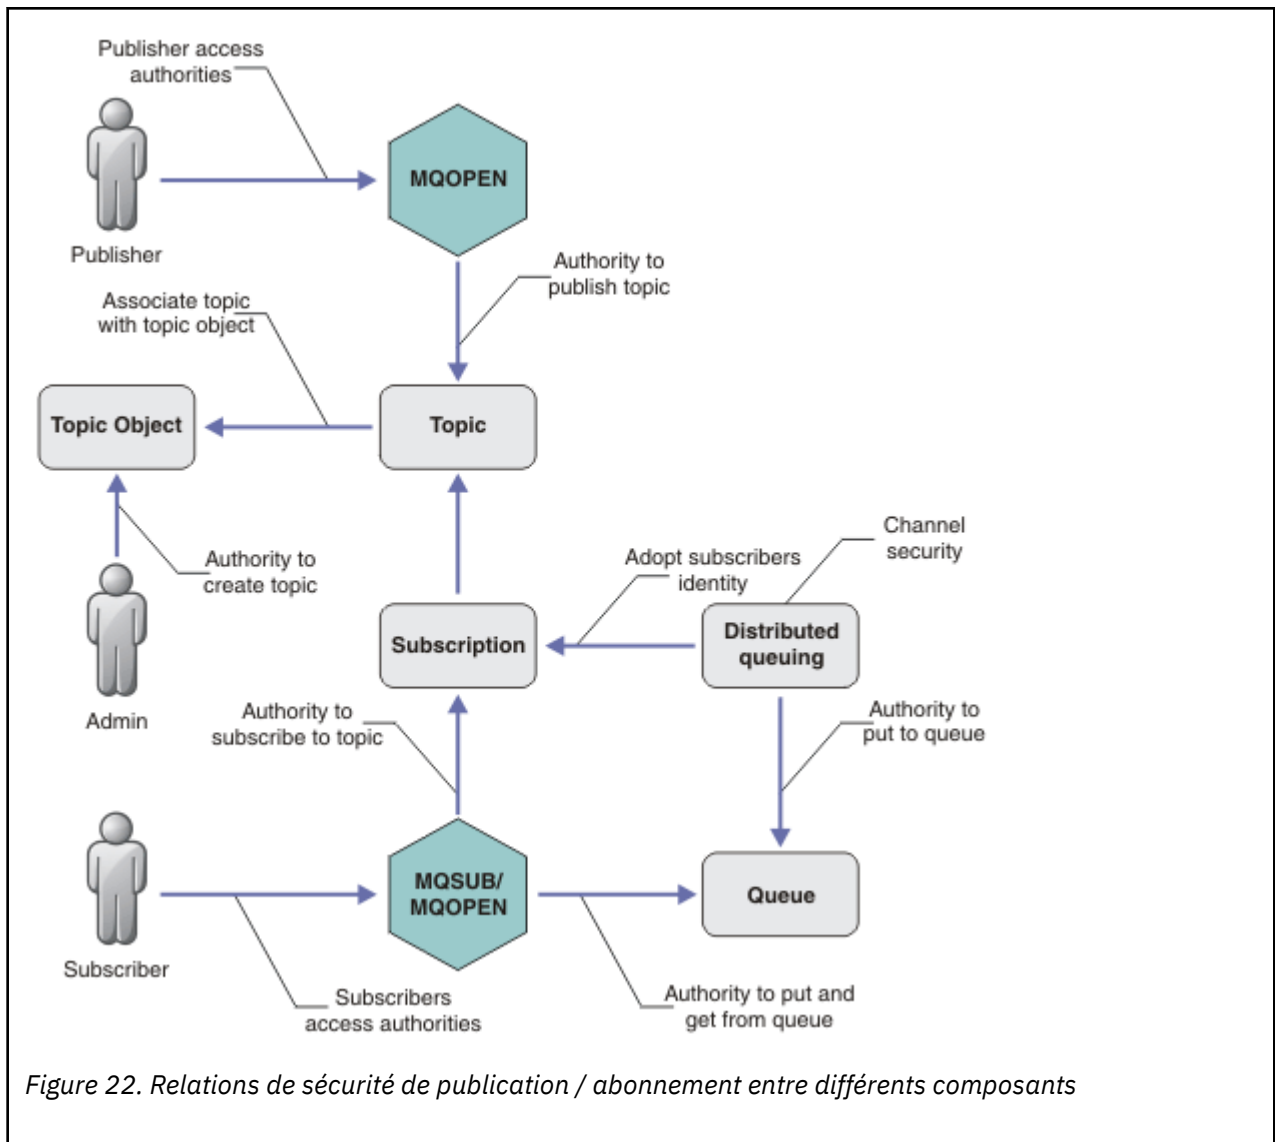 Publisher access
authorities
MQOPEN
Publisher
Authority to
publish topic
Associate topic
with topic object
Topic Object
Topic
Authority to
create topic
Admin
Channel
security
Adopt subscribers
identity
Subscription
Distributed
queuing
Authority to
subscribe to topic
Authority to
put to queue
MQSUB/
MQOPEN
Queue
Subscriber
Subscribers
access authorities
Authority to put and
get from queue
Figure 22. Relations de sécurité de publication / abonnement entre différents composants